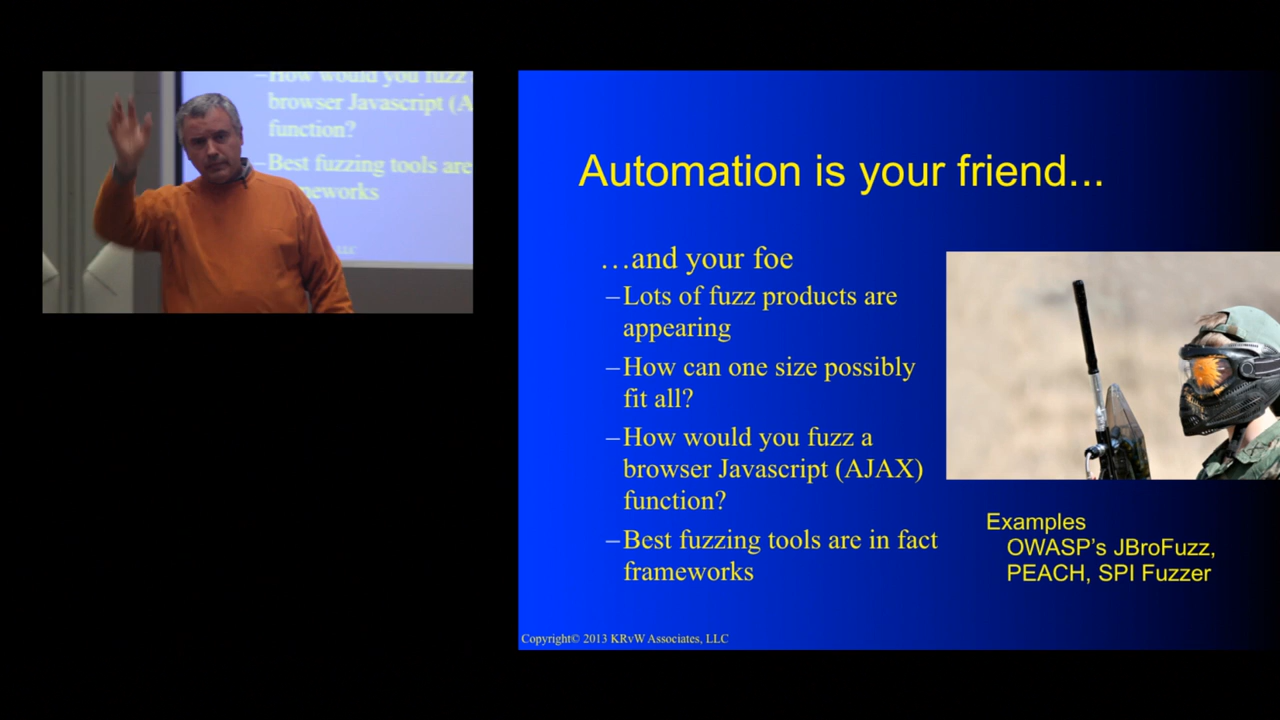 –How would you fuzz
browser Javascript (A
function?
–Best fuzzing tools are
meworks
LLC
Automation is your friend...
…and your foe
–Lots of fuzz products are
appearing
–How can one size possibly
fit all?
–How would you fuzz a
browser Javascript (AJAX)
function?
–Best fuzzing tools are in fact
frameworks
Examples
OWASP's JBroFuzz,
PEACH, SPI Fuzzer
Copyright© 2013 KRvW Associates, LLC